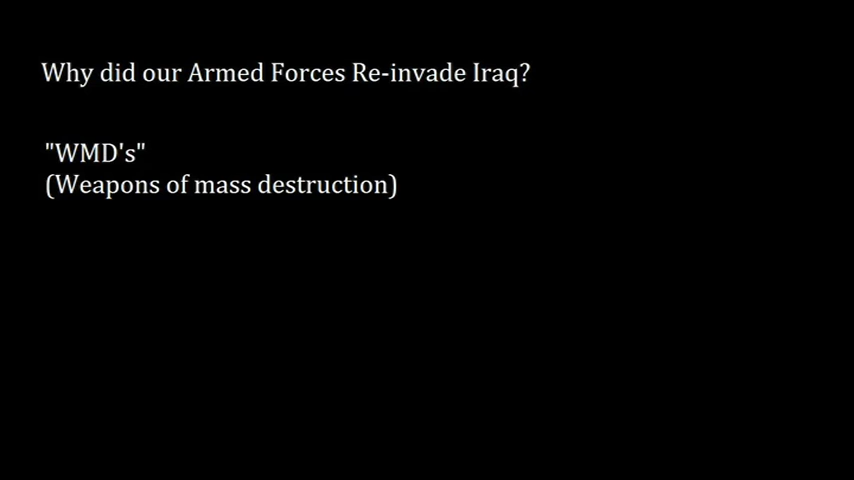 Why did our Armed Forces Re-invade Iraq?
"WMD's"
(Weapons of mass destruction)